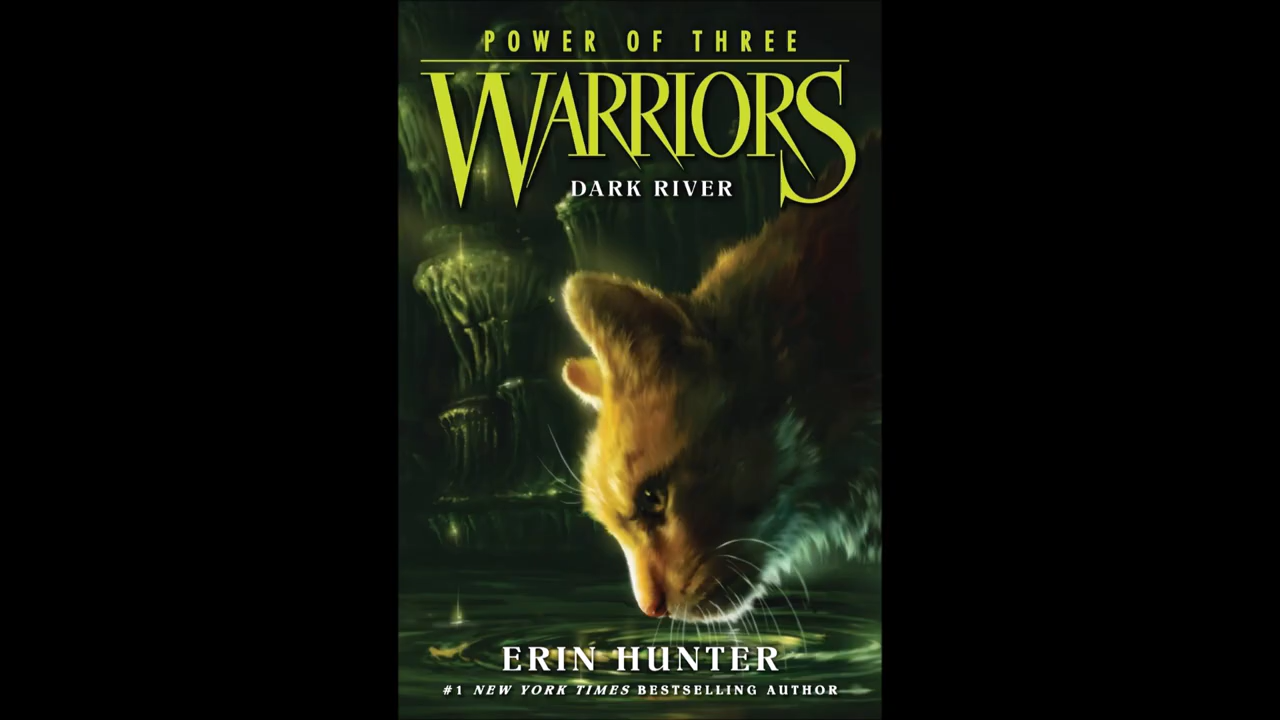 POWER OF THREE
WARRIORS
DARK RIVER
ERIN HUNTER
#1 NEW YORK TIMES BESTSELLING AUTHOR